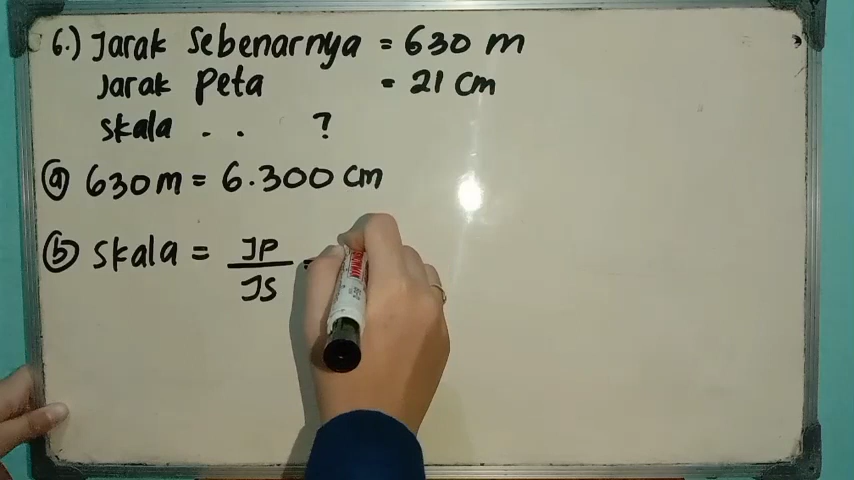 6.) Jarak Sebenarnya = 630 m
Jarak Peta = 21 cm
Skala . . ?
(a) 630 m = 6.300 cm
(b) Skala = JP
JS